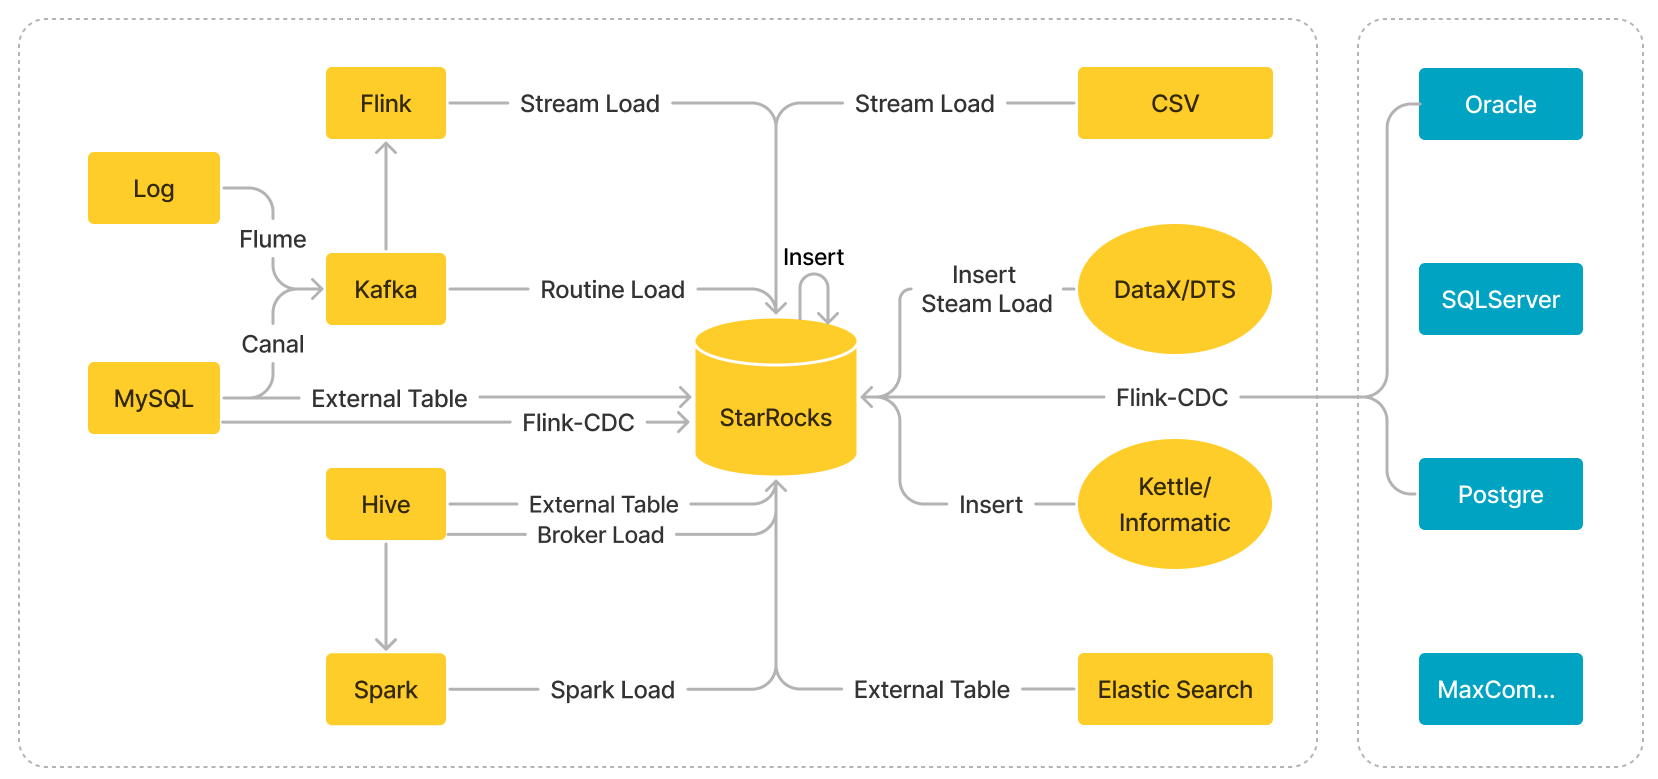 Flink
Stream Load
Stream Load
CSV
Oracle
Log
Flume
Kafka
Routine Load
Insert
Insert
Steam Load
DataX/DTS
SQLServer
Canal
MySQL
External Table
Flink-CDC
StarRocks
Flink-CDC
Hive
External Table
Broker Load
Insert
Kettle/
Informatic
Postgre
Spark
Spark Load
External Table
Elastic Search
MaxCom...